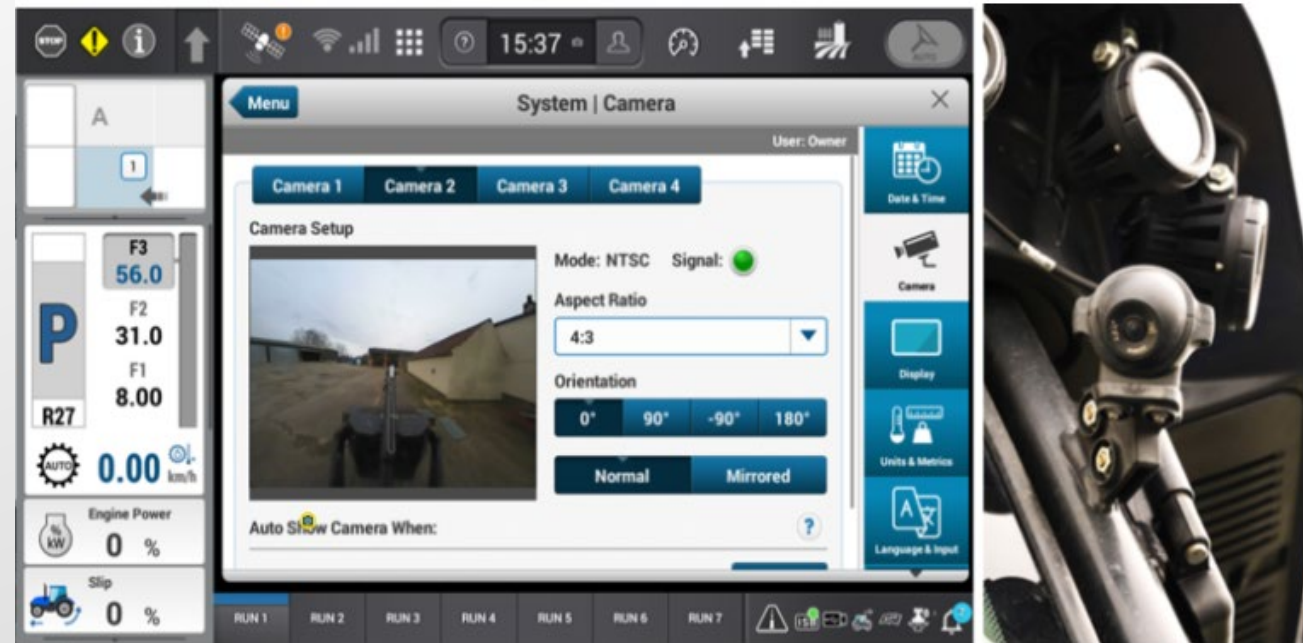 STOP
15:37
AUTO
A
1
Menu
System | Camera
User: Owner
Camera 1
Camera 2
Camera 3
Camera 4
Camera Setup
Mode: NTSC Signal:
Aspect Ratio
4:3
Orientation
0° 90° -90° 180°
Normal Mirrored
Auto Show Camera When:
?
Date & Time
Camera
Display
Units & Metrics
Language & Input
F3
56.0
F2
31.0
F1
8.00
P
R27
AUTO
0.00 km/h
Engine Power
% kW
0 %
Slip
0 %
RUN 1 RUN 2 RUN 3 RUN 4 RUN 5 RUN 6 RUN 7